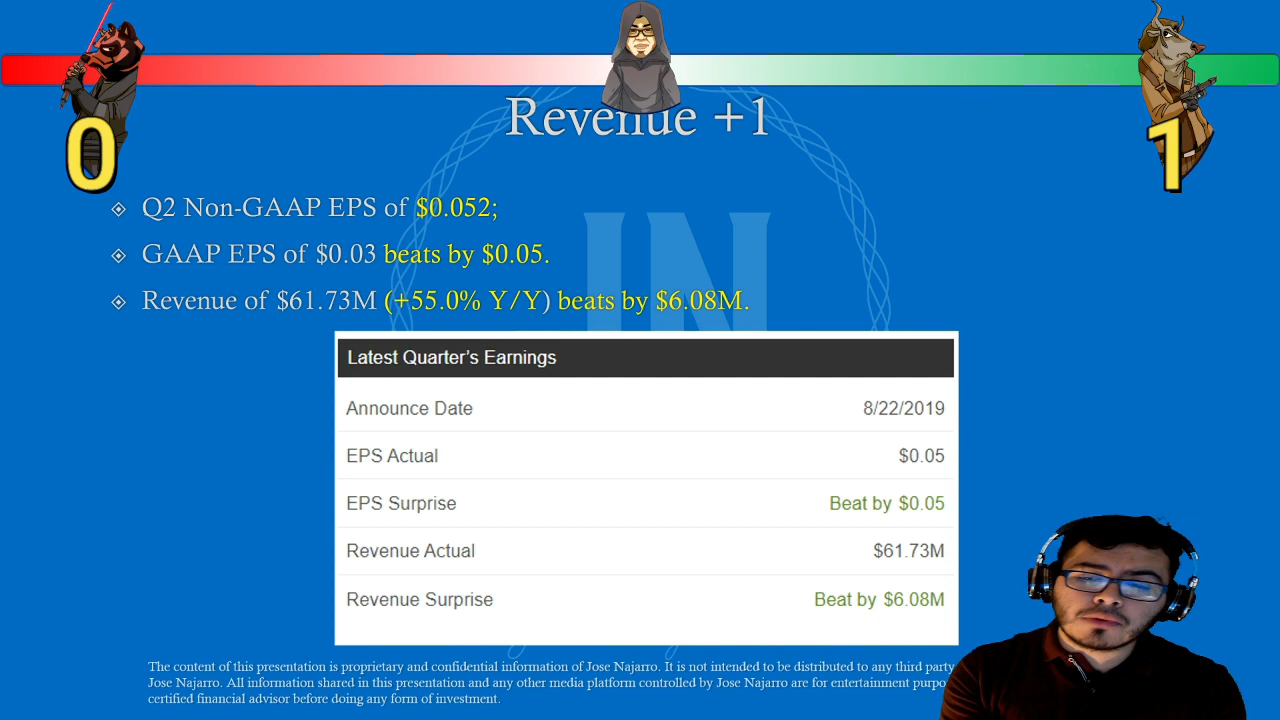 Revenue +1
0
1
Q2 Non-GAAP EPS of $0.052;
GAAP EPS of $0.03 beats by $0.05.
Revenue of $61.73M (+55.0% Y/Y) beats by $6.08M.
IN
Latest Quarter's Earnings
Announce Date 8/22/2019
EPS Actual $0.05
EPS Surprise Beat by $0.05
Revenue Actual $61.73M
Revenue Surprise Beat by $6.08M
The content of this presentation is proprietary and confidential information of Jose Najarro. It is not intended to be distributed to any third party
Jose Najarro. All information shared in this presentation and any other media platform controlled by Jose Najarro are for entertainment
certified financial advisor before doing any form of investment.